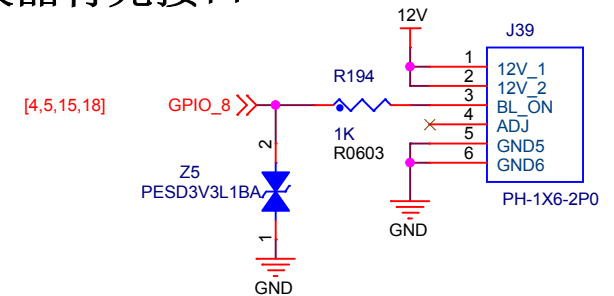 12V
J39
1
12V_1
2
12V_2
R194
[4,5,15,18]
GPIO_8
3
BL_ON
4
ADJ
1K
5
GND5
R0603
6
GND6
2
Z5
PESD3V3L1BA
PH-1X6-2P0
GND
1
GND